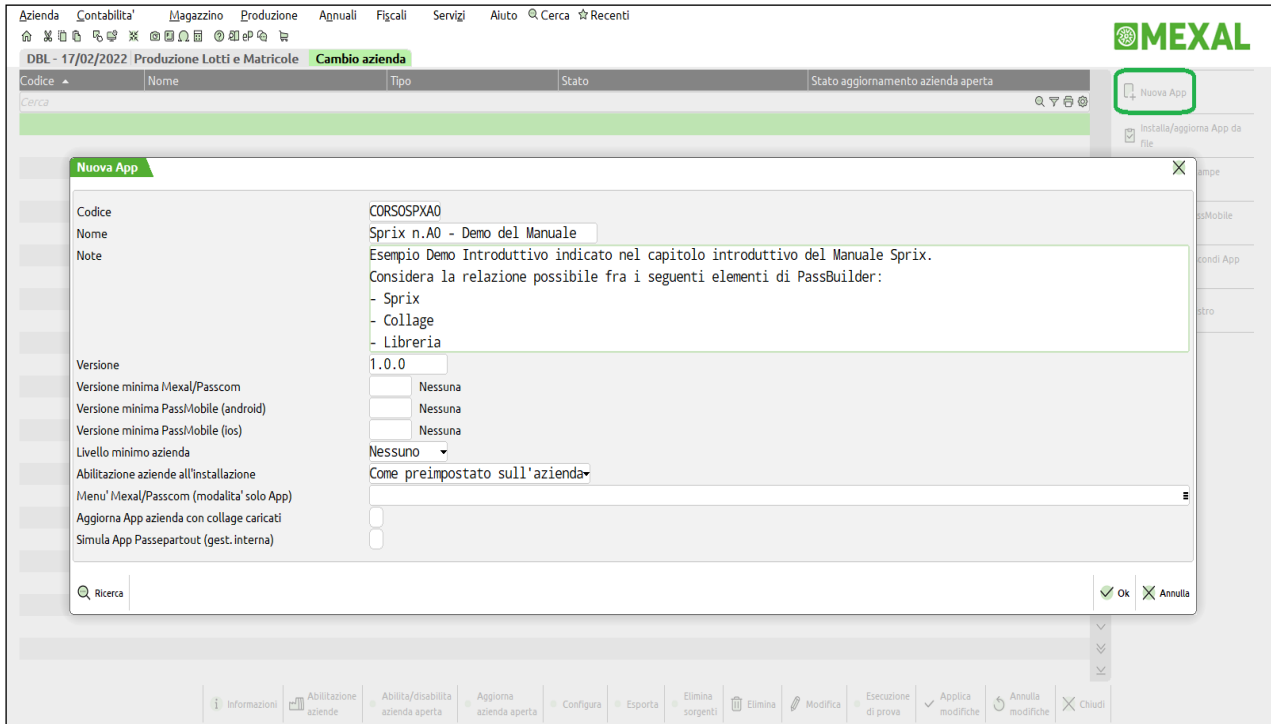 Azienda Contabilita' Magazzino Produzione Annuali Fiscali Servizi Aiuto Cerca Recenti
MEXAL
DBL - 17/02/2022 Produzione Lotti e Matricole Cambio azienda
Codice Nome Tipo Stato Stato aggiornamento azienda aperta
Cerca
Nuova App
Installa/aggiorna App da
file
Nuova App
ampe
Codice CORSOSPXA0
ssMobile
Nome Sprix n.A0 - Demo del Manuale
Note Esempio Demo Introduttivo indicato nel capitolo introduttivo del Manuale Sprix.
condi App
Considera la relazione possibile fra i seguenti elementi di PassBuilder:
- Sprix
stro
- Collage
- Libreria
Versione 1.0.0
Versione minima Mexal/Passcom Nessuna
Versione minima PassMobile (android) Nessuna
Versione minima PassMobile (ios) Nessuna
Livello minimo azienda Nessuno
Abilitazione aziende all'installazione Come preimpostato sull'azienda
Menu' Mexal/Passcom (modalita' solo App)
Aggiorna App azienda con collage caricati
Simula App Passepartout (gest. interna)
Ricerca Ok Annulla
Informazioni Abilitazione aziende Abilita/disabilita azienda aperta Aggiorna azienda aperta Configura Esporta Elimina sorgenti Elimina Modifica Esecuzione di prova Applica modifiche Annulla modifiche Chiudi